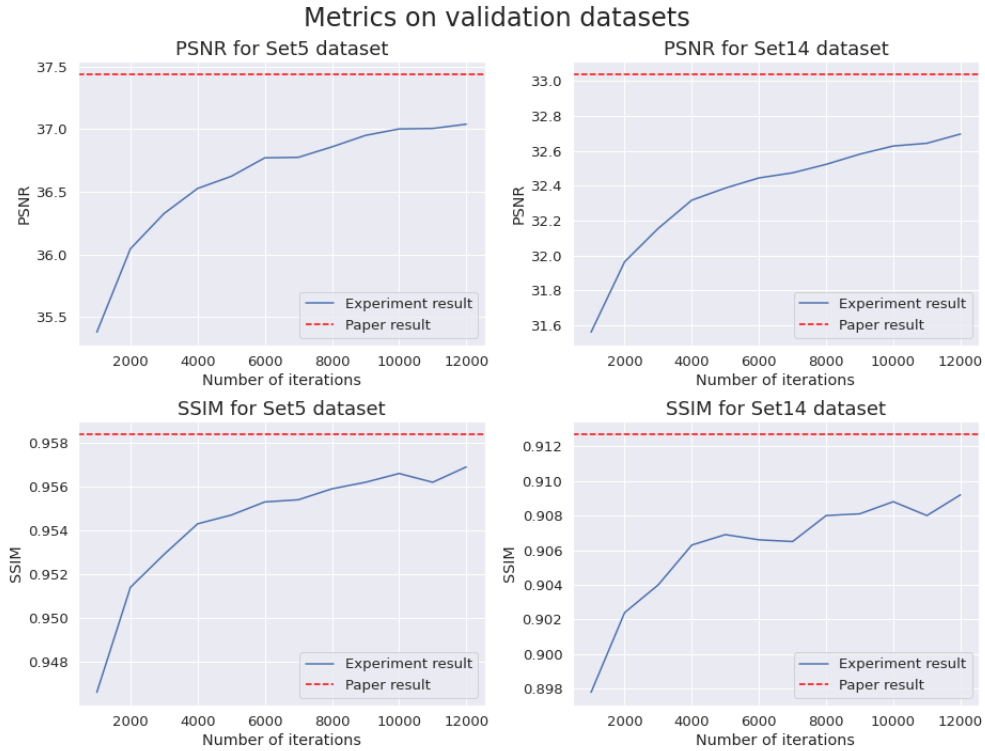 Metrics on validation datasets
PSNR for Set5 dataset
37.5
37.0
36.5
36.0
35.5
PSNR
2000 4000 6000 8000 10000 12000
Number of iterations
Experiment result
Paper result
PSNR for Set14 dataset
33.0
32.8
32.6
32.4
32.2
32.0
31.8
31.6
PSNR
2000 4000 6000 8000 10000 12000
Number of iterations
Experiment result
Paper result
SSIM for Set5 dataset
0.958
0.956
0.954
0.952
0.950
0.948
SSIM
2000 4000 6000 8000 10000 12000
Number of iterations
Experiment result
Paper result
SSIM for Set14 dataset
0.912
0.910
0.908
0.906
0.904
0.902
0.900
0.898
SSIM
2000 4000 6000 8000 10000 12000
Number of iterations
Experiment result
Paper result